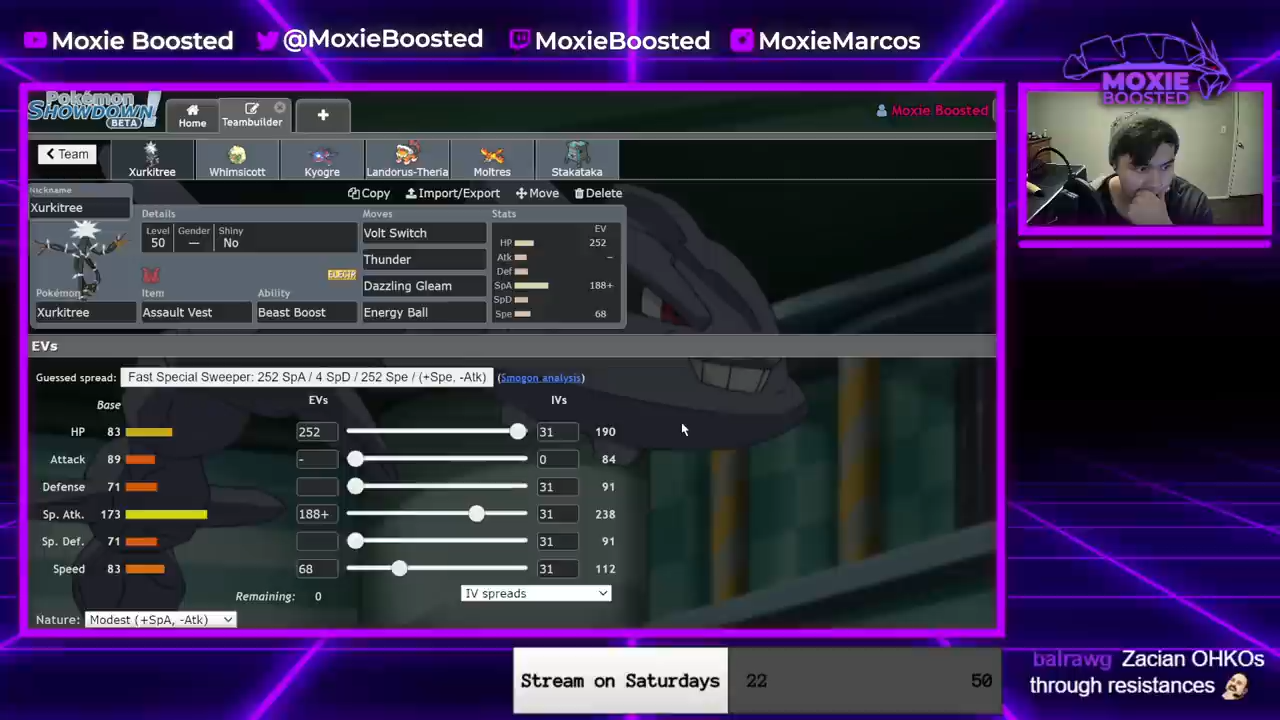 Moxie Boosted @MoxieBoosted MoxieBoosted MoxieMarcos
MOXIE
BOOSTED
Pokémon
SHOWDOWN!
BETA
Home
Teambuilder
+
Moxie Boosted
Team
Xurkitree Whimsicott Kyogre Landorus-Theria Moltres Stakataka
Copy Import/Export Move Delete
Nickname
Xurkitree
Details
Level Gender Shiny
50 — No
ELECTR
Pokémon Item Ability
Xurkitree Assault Vest Beast Boost
Moves
Volt Switch
Thunder
Dazzling Gleam
Energy Ball
Stats
EV
HP 252
Atk –
Def
SpA 188+
SpD
Spe 68
EVs
Guessed spread: Fast Special Sweeper: 252 SpA / 4 SpD / 252 Spe / (+Spe, -Atk) (Smogon analysis)
Base EVs IVs
HP 83 252 31 190
Attack 89 - 0 84
Defense 71 31 91
Sp. Atk. 173 188+ 31 238
Sp. Def. 71 31 91
Speed 83 68 31 112
Remaining: 0 IV spreads
Nature: Modest (+SpA, -Atk)
Stream on Saturdays 22 50
balrawg Zacian OHKOs
through resistances